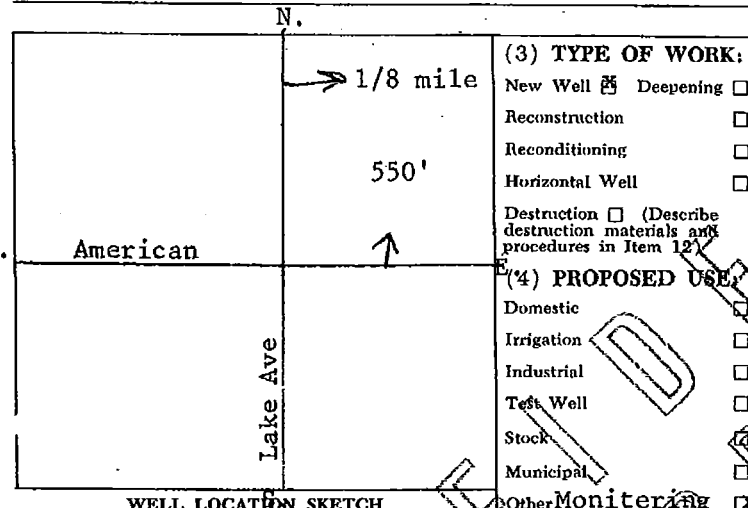 N.
1/8 mile
550'
American
Lake Ave
WELL LOCATION SKETCH
(3) TYPE OF WORK:
New Well ☒ Deepening ☐
Reconstruction ☐
Reconditioning ☐
Horizontal Well ☐
Destruction ☐ (Describe
destruction materials and
procedures in Item 12)
E.
(4) PROPOSED USE:
Domestic ☐
Irrigation ☐
Industrial ☐
Test Well ☐
Stock ☐
Municipal ☐
Other Monitering